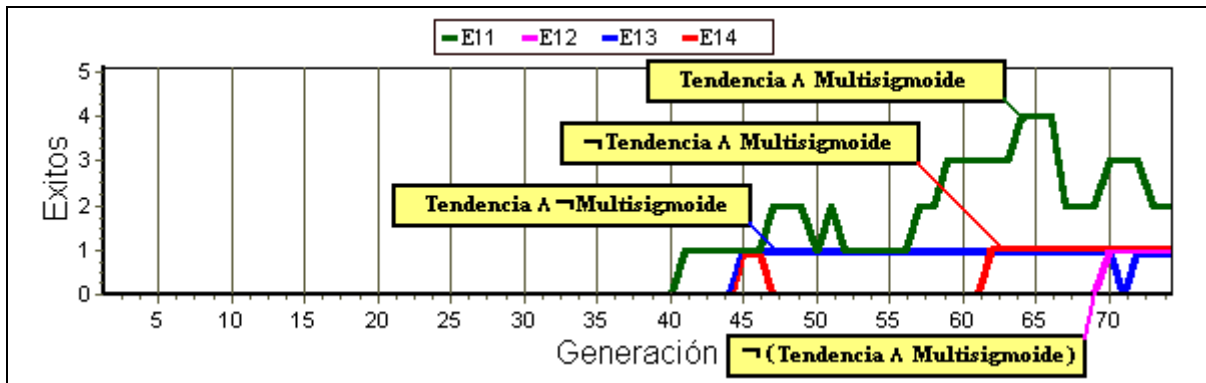 E11 E12 E13 E14
Tendencia Λ Multisigmoide
¬Tendencia Λ Multisigmoide
Tendencia Λ ¬Multisigmoide
Exitos
5
4
3
2
1
0
5 10 15 20 25 30 35 40 45 50 55 60 65 70
Generación
¬(Tendencia Λ Multisigmoide)